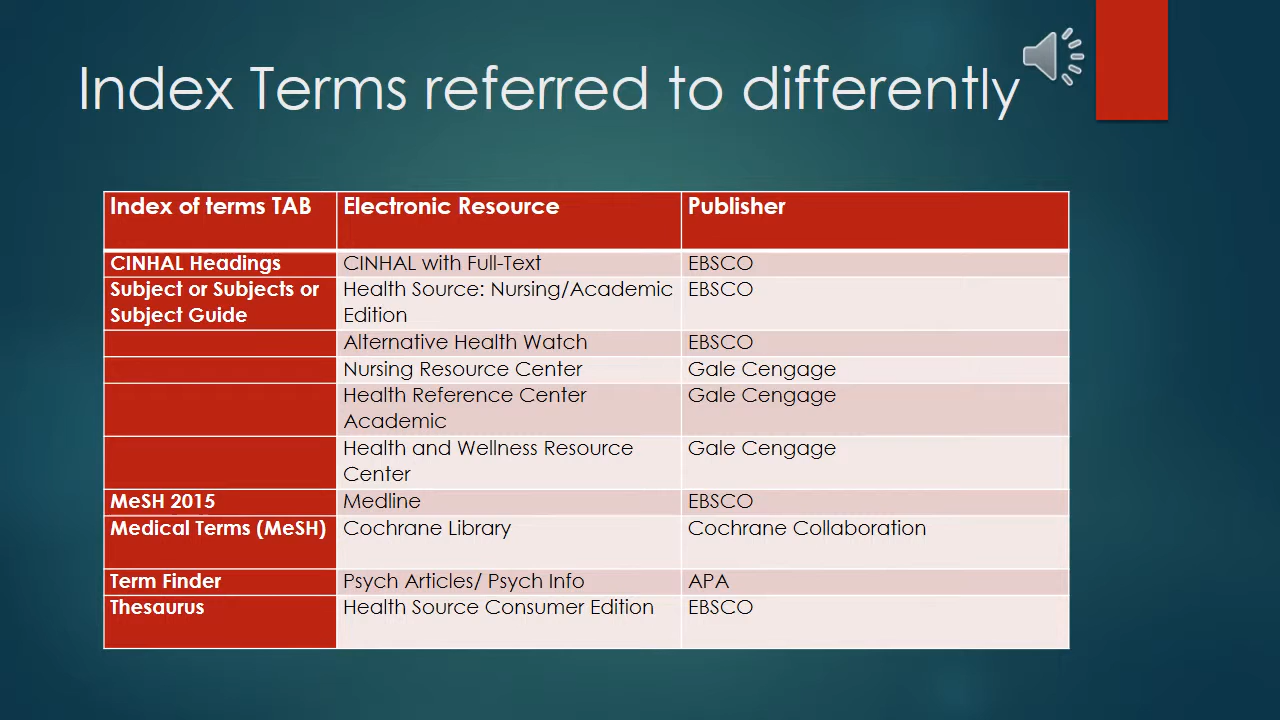 Index Terms referred to differently
Index of terms TAB Electronic Resource Publisher
CINHAL Headings CINHAL with Full-Text EBSCO
Subject or Subjects or Health Source: Nursing/Academic EBSCO
Subject Guide Edition
Alternative Health Watch EBSCO
Nursing Resource Center Gale Cengage
Health Reference Center Gale Cengage
Academic
Health and Wellness Resource Gale Cengage
Center
MeSH 2015 Medline EBSCO
Medical Terms (MeSH) Cochrane Library Cochrane Collaboration
Term Finder Psych Articles/ Psych Info APA
Thesaurus Health Source Consumer Edition EBSCO